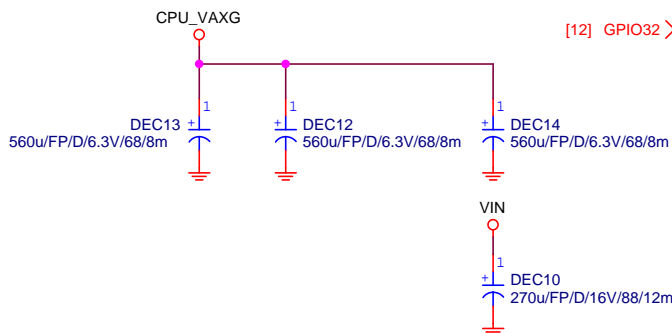 CPU_VAXG
[12] GPIO32
1
DEC13
560u/FP/D/6.3V/68/8m
1
DEC12
560u/FP/D/6.3V/68/8m
1
DEC14
560u/FP/D/6.3V/68/8m
VIN
1
DEC10
270u/FP/D/16V/88/12m